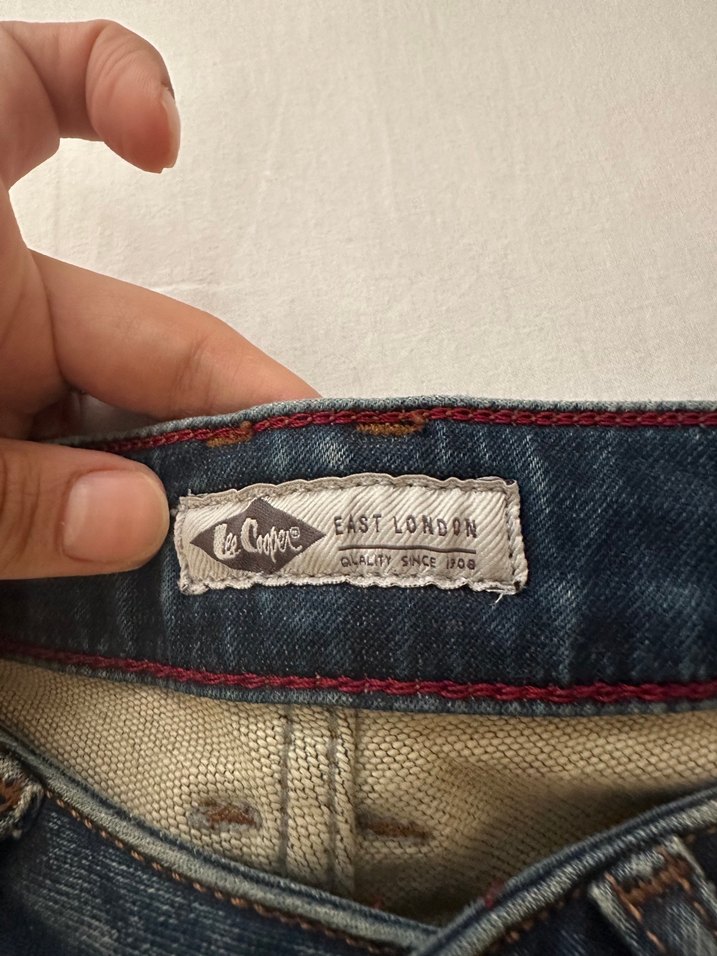 Lee Cooper®
EAST LONDON
QUALITY SINCE 1908